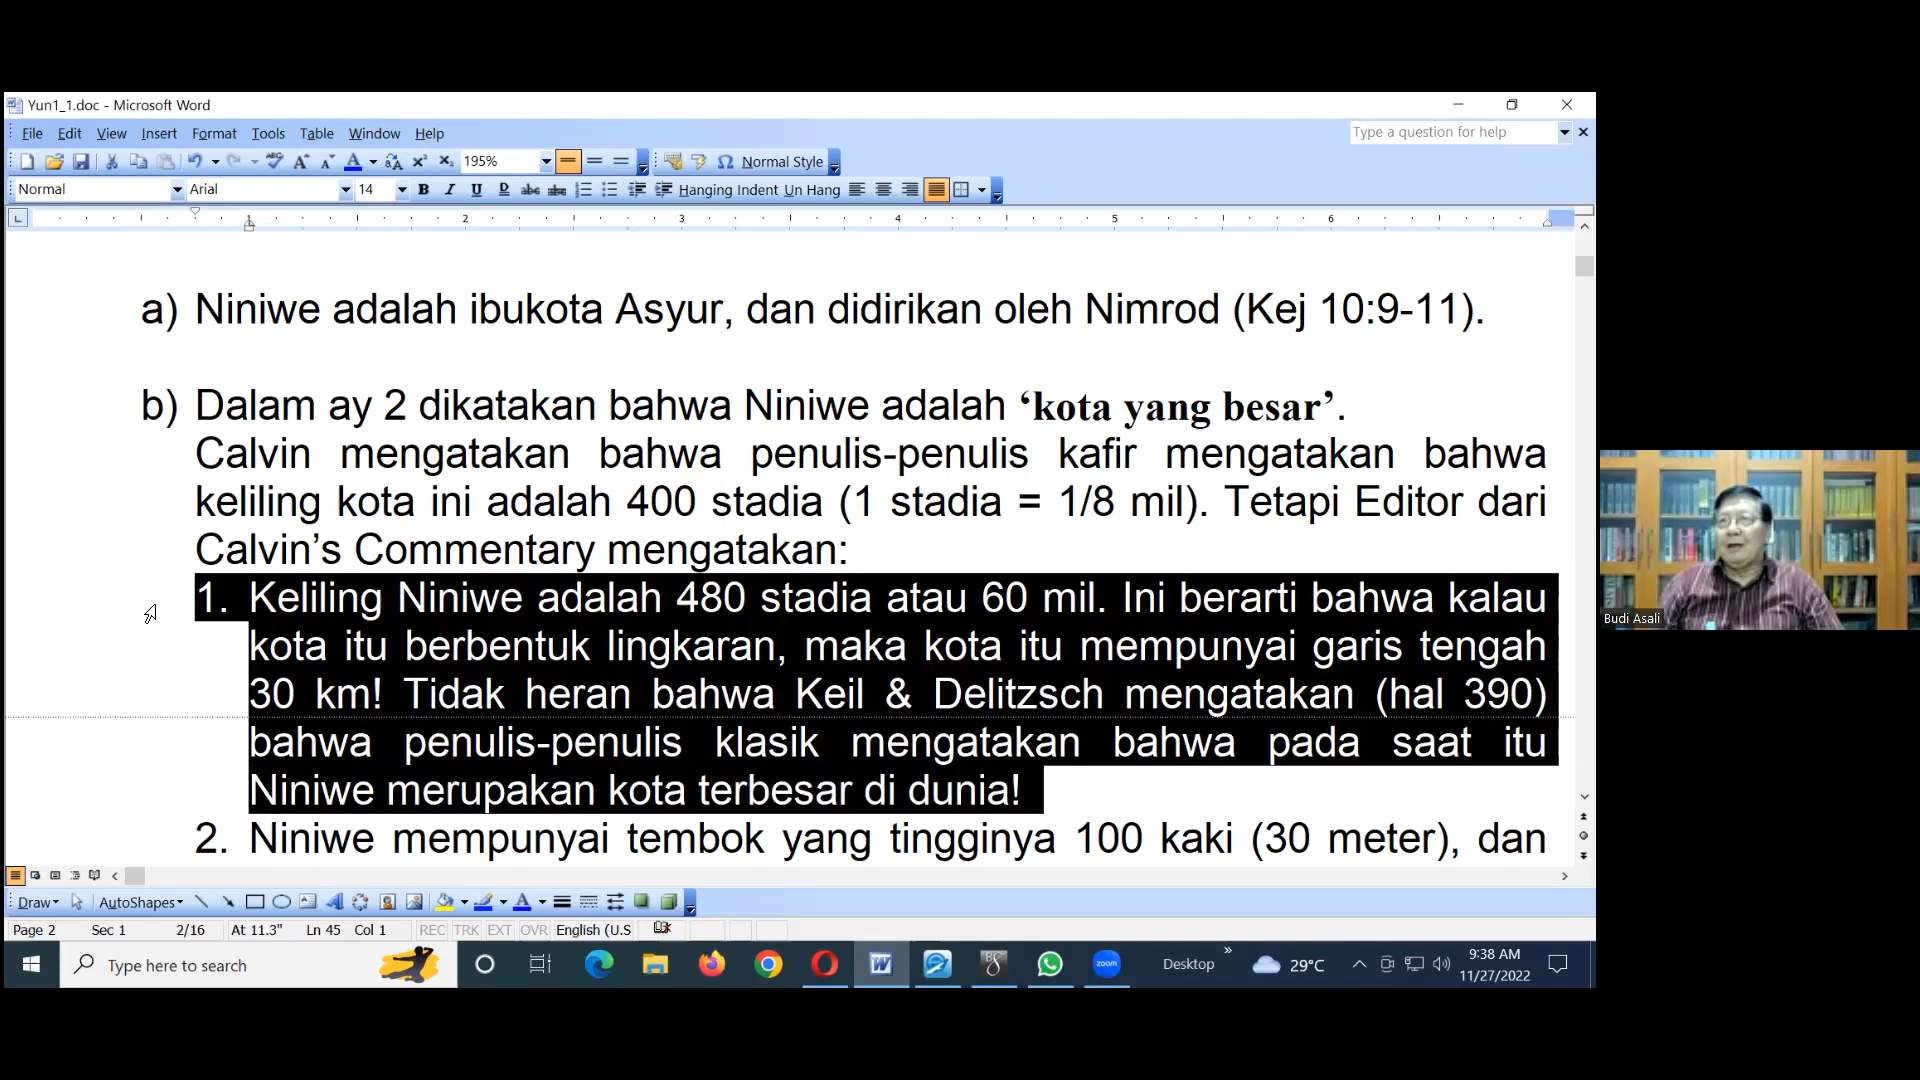 Yun1_1.doc - Microsoft Word
File Edit View Insert Format Tools Table Window Help
Type a question for help
195%
Normal Style
Normal
Arial
14
Hanging Indent Un Hang
1 2 3 4 5 6
a) Niniwe adalah ibukota Asyur, dan didirikan oleh Nimrod (Kej 10:9-11).
b) Dalam ay 2 dikatakan bahwa Niniwe adalah ‘kota yang besar’.
Calvin mengatakan bahwa penulis-penulis kafir mengatakan bahwa
keliling kota ini adalah 400 stadia (1 stadia = 1/8 mil). Tetapi Editor dari
Calvin’s Commentary mengatakan:
1. Keliling Niniwe adalah 480 stadia atau 60 mil. Ini berarti bahwa kalau
kota itu berbentuk lingkaran, maka kota itu mempunyai garis tengah
30 km! Tidak heran bahwa Keil & Delitzsch mengatakan (hal 390)
bahwa penulis-penulis klasik mengatakan bahwa pada saat itu
Niniwe merupakan kota terbesar di dunia!
2. Niniwe mempunyai tembok yang tingginya 100 kaki (30 meter), dan
Budi Asali
Draw AutoShapes
Page 2 Sec 1 2/16 At 11.3" Ln 45 Col 1 REC TRK EXT OVR English (U.S
Type here to search
zoom
Desktop
29°C
9:38 AM
11/27/2022